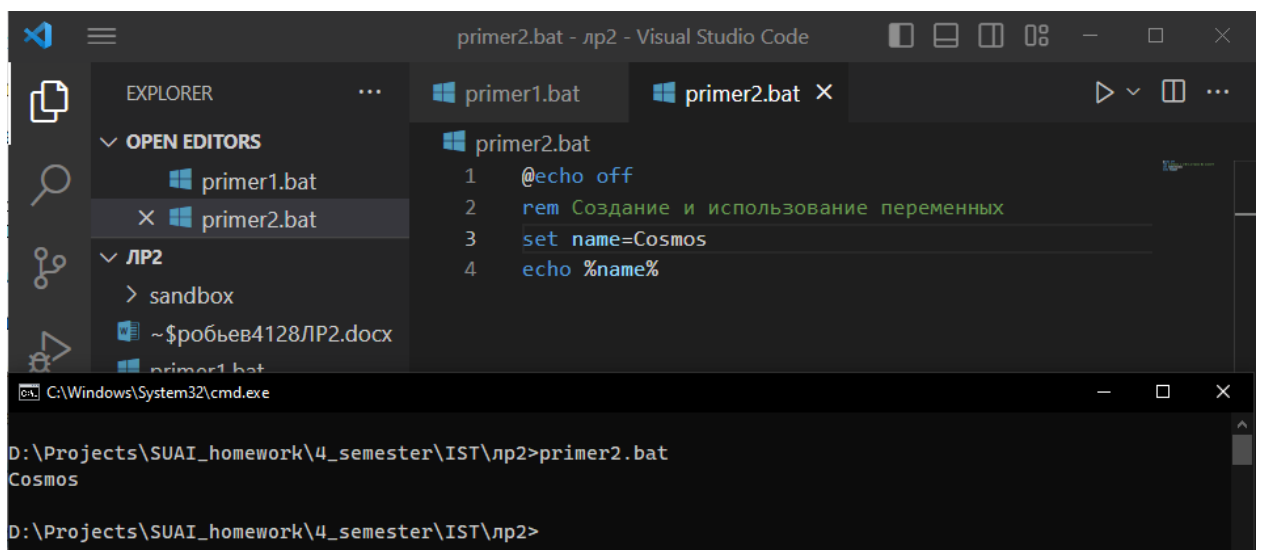 primer2.bat - лр2 - Visual Studio Code
EXPLORER
OPEN EDITORS
primer1.bat
primer2.bat
ЛР2
sandbox
~$робьев4128ЛР2.docx
primer1.bat
primer1.bat
primer2.bat
primer2.bat
1 @echo off
2 rem Создание и использование переменных
3 set name=Cosmos
4 echo %name%
C:\Windows\System32\cmd.exe
D:\Projects\SUAI_homework\4_semester\IST\лр2>primer2.bat
Cosmos
D:\Projects\SUAI_homework\4_semester\IST\лр2>